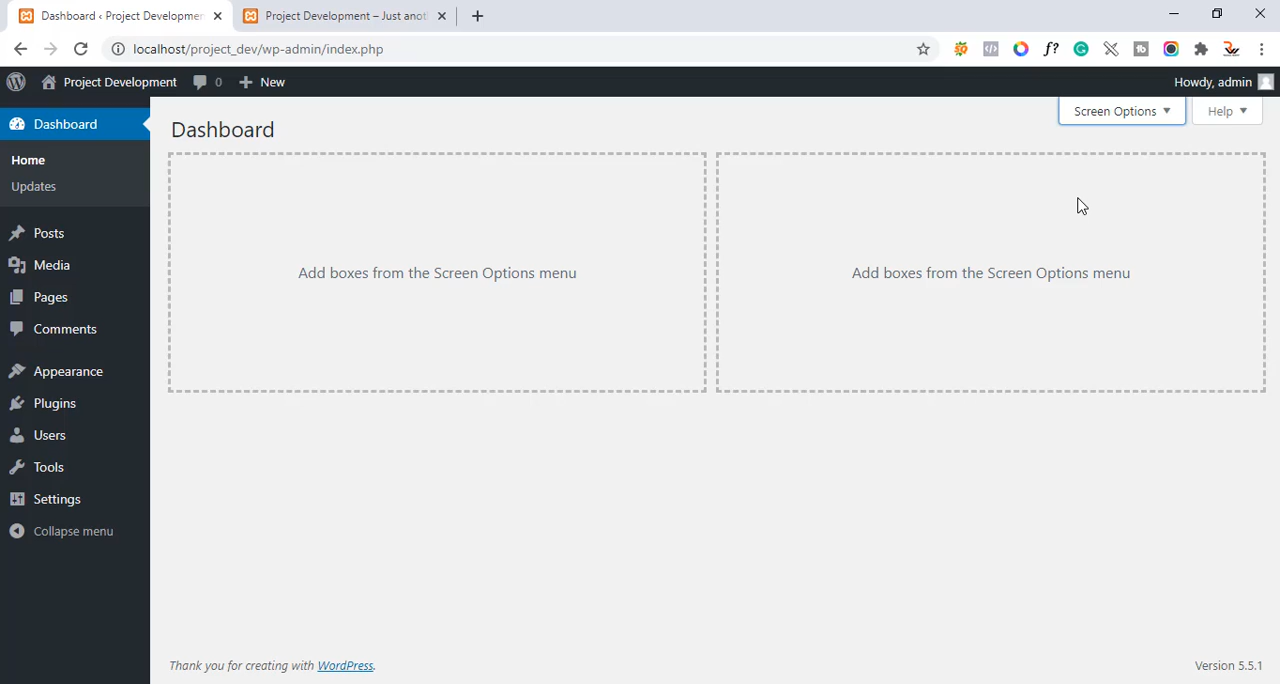 Dashboard ‹ Project Developmen
Project Development – Just anot
localhost/project_dev/wp-admin/index.php
Project Development
0
New
Howdy, admin
Dashboard
Home
Updates
Posts
Media
Pages
Comments
Appearance
Plugins
Users
Tools
Settings
Collapse menu
Screen Options
Help
Dashboard
Add boxes from the Screen Options menu
Add boxes from the Screen Options menu
Thank you for creating with WordPress.
Version 5.5.1